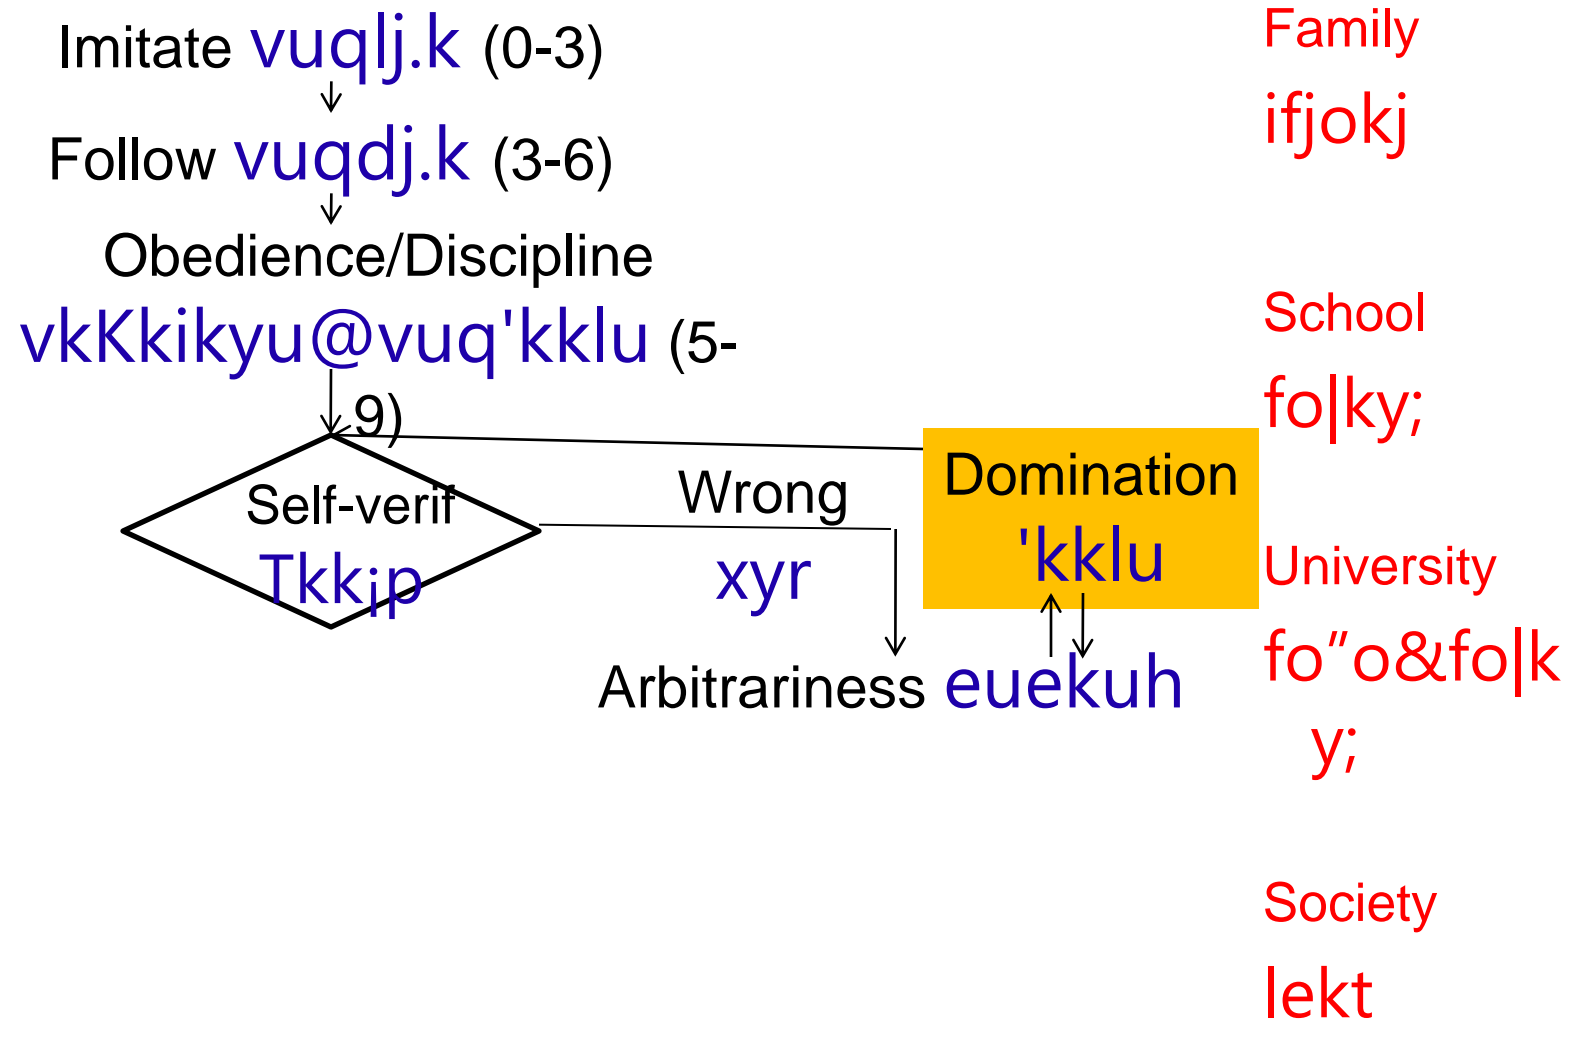 Imitate vuqlj.k (0-3)
Follow vuqdj.k (3-6)
Obedience/Discipline
vkKkikyu@vuq'kklu (5-
9)
Self-verif
Tkk¡p
Wrong
xyr
Domination
'kklu
Arbitrariness euekuh
Family
ifjokj
School
fo|ky;
University
fo”o&fo|k
y;
Society
lekt